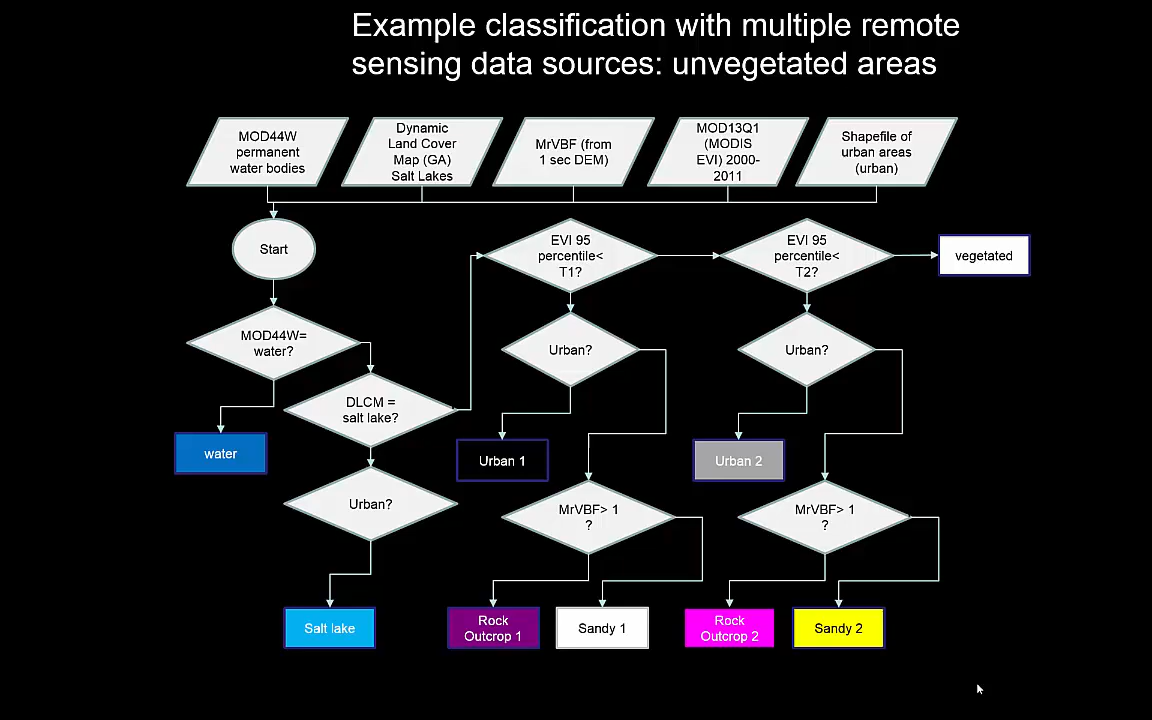 Example classification with multiple remote
sensing data sources: unvegetated areas
MOD44W
permanent
water bodies
Dynamic
Land Cover
Map (GA)
Salt Lakes
MrVBF (from
1 sec DEM)
MOD13Q1
(MODIS
EVI) 2000-
2011
Shapefile of
urban areas
(urban)
Start
EVI 95
percentile<
T1?
EVI 95
percentile<
T2?
vegetated
MOD44W=
water?
Urban?
Urban?
DLCM =
salt lake?
water
Urban 1
Urban 2
Urban?
MrVBF> 1
?
MrVBF> 1
?
Salt lake
Rock
Outcrop 1
Sandy 1
Rock
Outcrop 2
Sandy 2